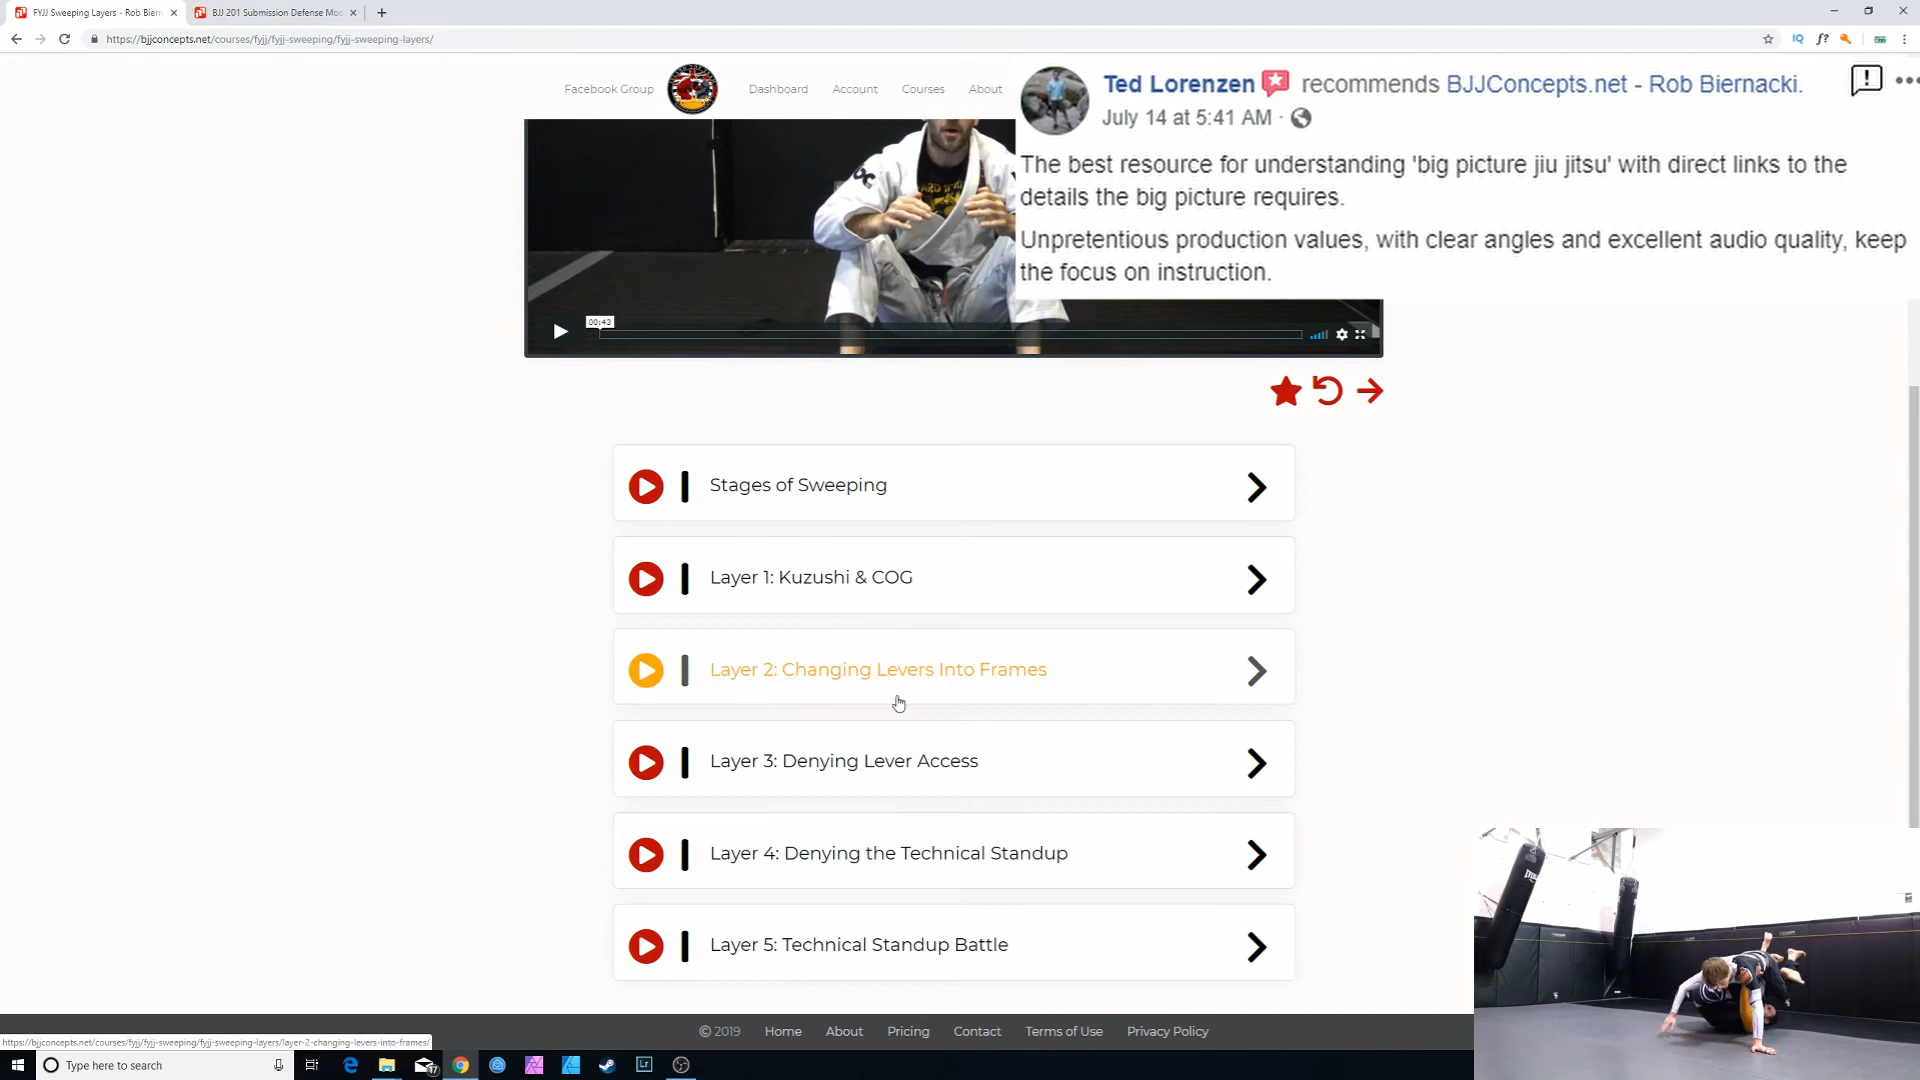 FYJJ Sweeping Layers - Rob Biern
BJJ 201 Submission Defense Mod
https://bjjconcepts.net/courses/fyjj/fyjj-sweeping/fyjj-sweeping-layers/
Facebook Group
Dashboard
Account
Courses
About
Ted Lorenzen recommends BJJConcepts.net - Rob Biernacki.
July 14 at 5:41 AM ·
The best resource for understanding 'big picture jiu jitsu' with direct links to the
details the big picture requires.
Unpretentious production values, with clear angles and excellent audio quality, keep
the focus on instruction.
00:43
Stages of Sweeping
Layer 1: Kuzushi & COG
Layer 2: Changing Levers Into Frames
Layer 3: Denying Lever Access
Layer 4: Denying the Technical Standup
Layer 5: Technical Standup Battle
© 2019 Home About Pricing Contact Terms of Use Privacy Policy
https://bjjconcepts.net/courses/fyjj/fyjj-sweeping/fyjj-sweeping-layers/layer-2-changing-levers-into-frames/
Type here to search
17
Lr